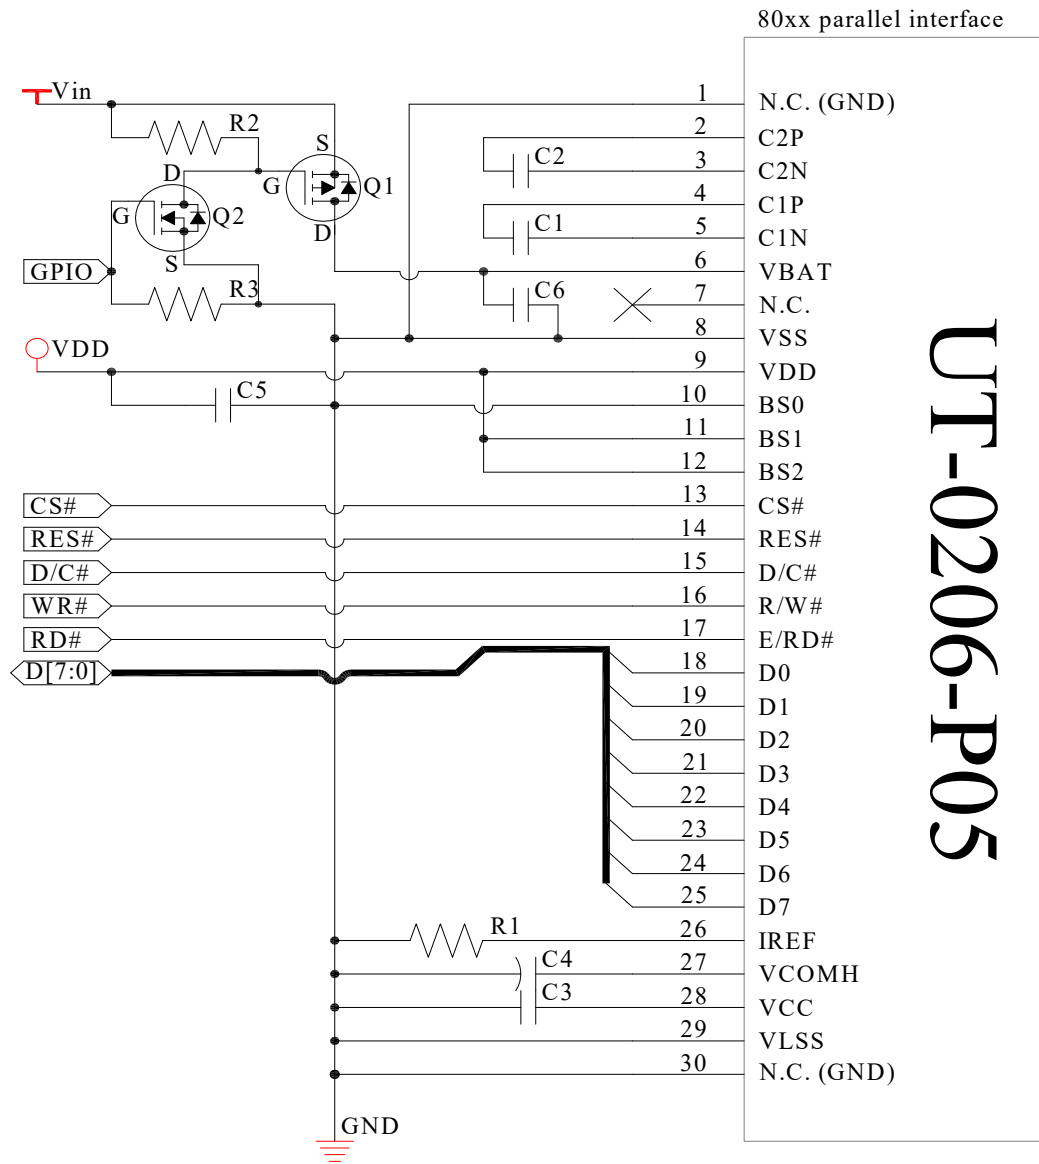 80xx parallel interface
Vin
R2
S
D
G
Q1
G
Q2
D
S
GPIO
R3
VDD
C5
C2
C1
C6
1 N.C. (GND)
2 C2P
3 C2N
4 C1P
5 C1N
6 VBAT
7 N.C.
8 VSS
9 VDD
10 BS0
11 BS1
12 BS2
CS# 13 CS#
RES# 14 RES#
D/C# 15 D/C#
WR# 16 R/W#
RD# 17 E/RD#
D[7:0] 18 D0
19 D1
20 D2
21 D3
22 D4
23 D5
24 D6
25 D7
R1 26 IREF
C4 27 VCOMH
C3 28 VCC
29 VLSS
30 N.C. (GND)
GND
UT-0206-P05